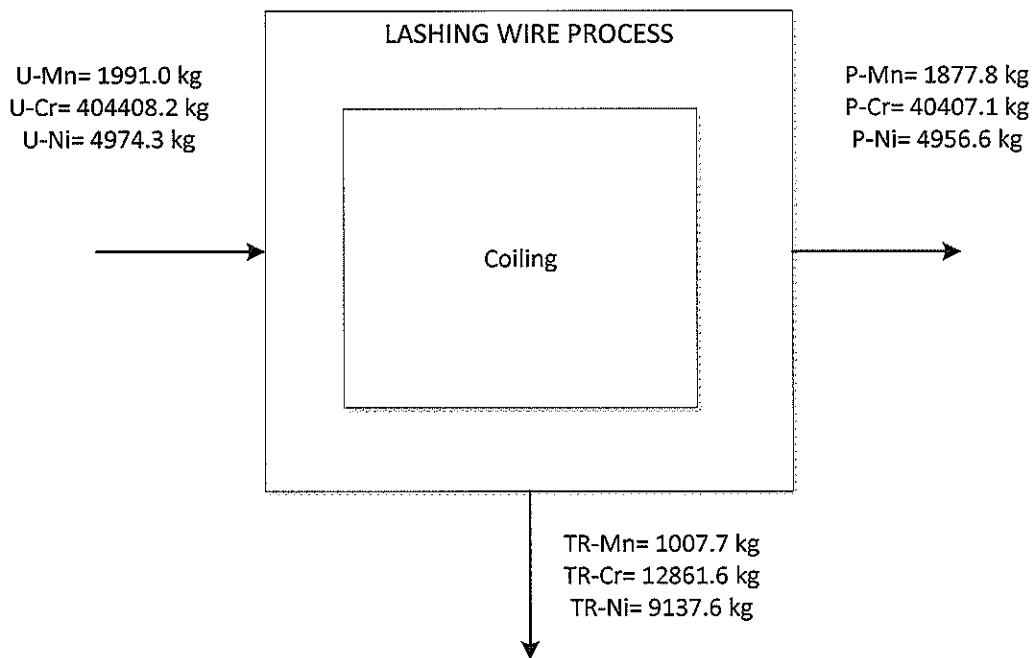 LASHING WIRE PROCESS
U-Mn= 1991.0 kg
U-Cr= 404408.2 kg
U-Ni= 4974.3 kg
P-Mn= 1877.8 kg
P-Cr= 40407.1 kg
P-Ni= 4956.6 kg
Coiling
TR-Mn= 1007.7 kg
TR-Cr= 12861.6 kg
TR-Ni= 9137.6 kg